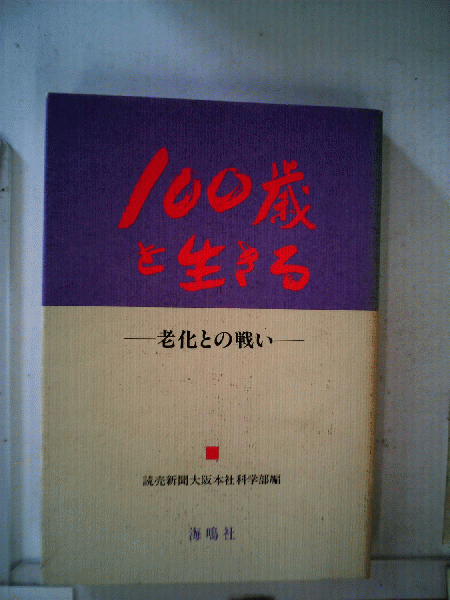 100歳
と生きる
―老化との戦い―
読売新聞大阪本社科学部編
海鳴社